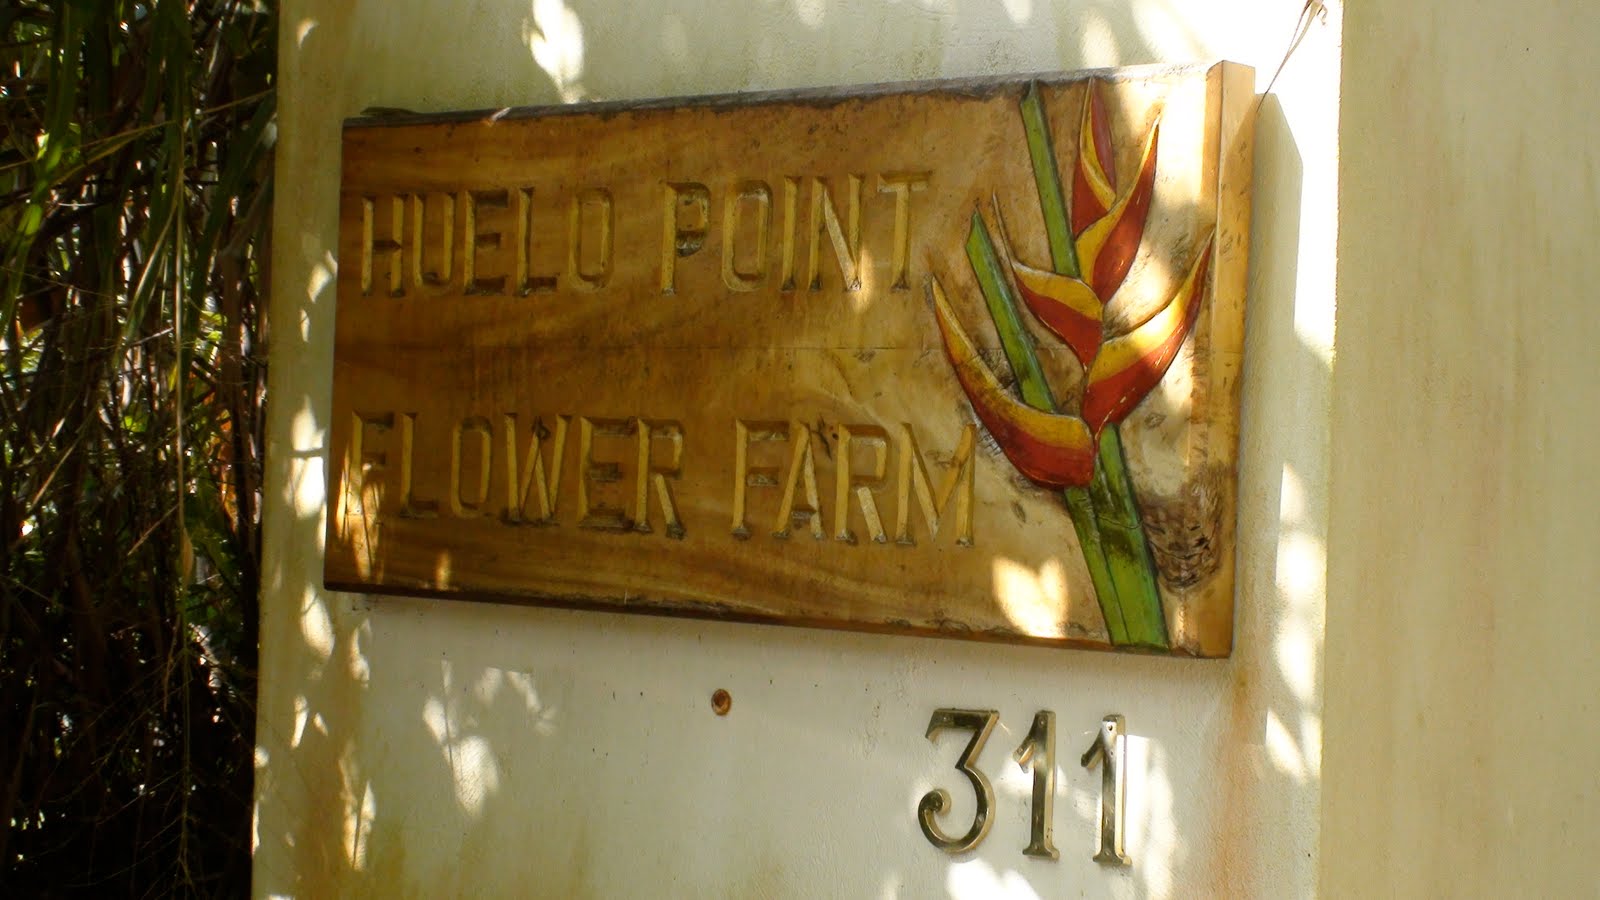 HUELO POINT
FLOWER FARM
311